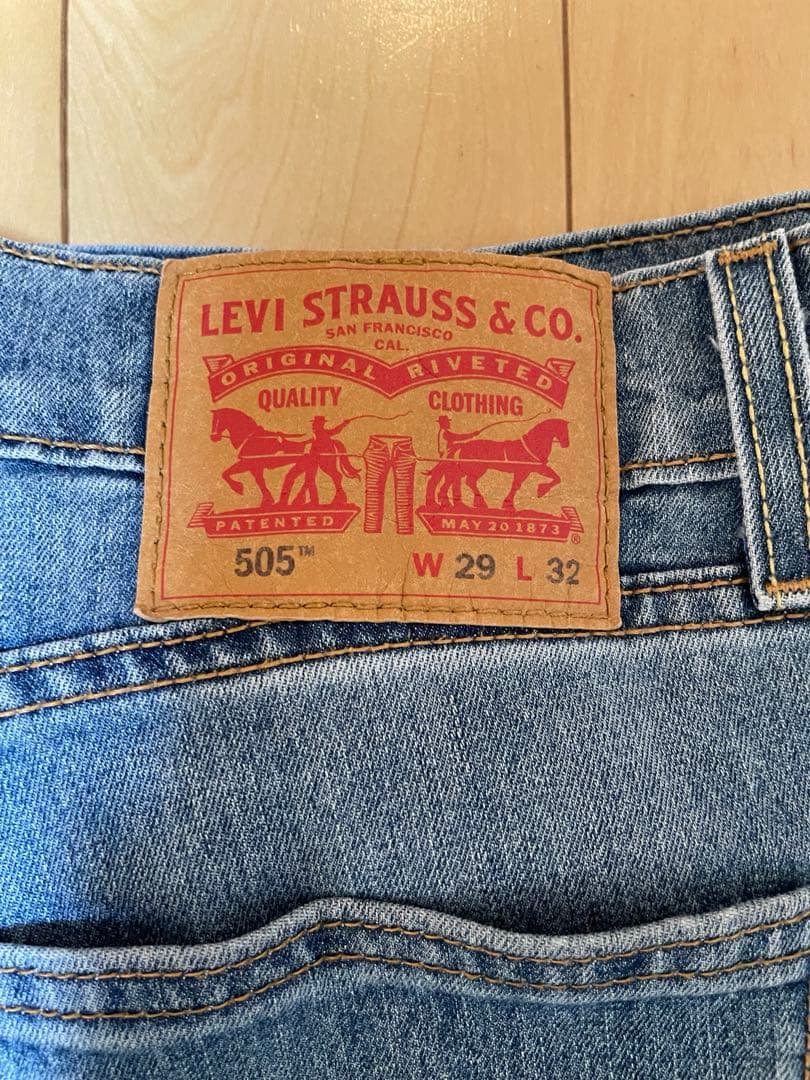 LEVI STRAUSS & CO.
SAN FRANCISCO
CAL.
ORIGINAL RIVETED
QUALITY CLOTHING
PATENTED MAY 20 1873 ®
505™ W 29 L 32